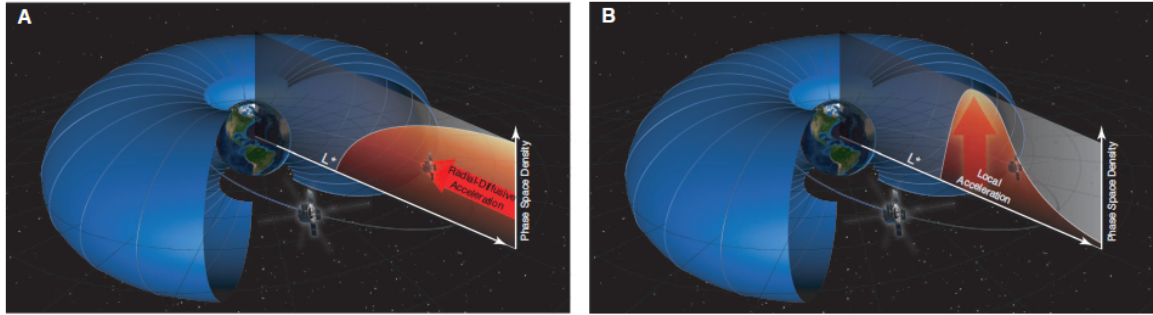 A
L*
Radial-Diffusive
Acceleration
Phase Space Density
B
L*
Local
Acceleration
Phase Space Density